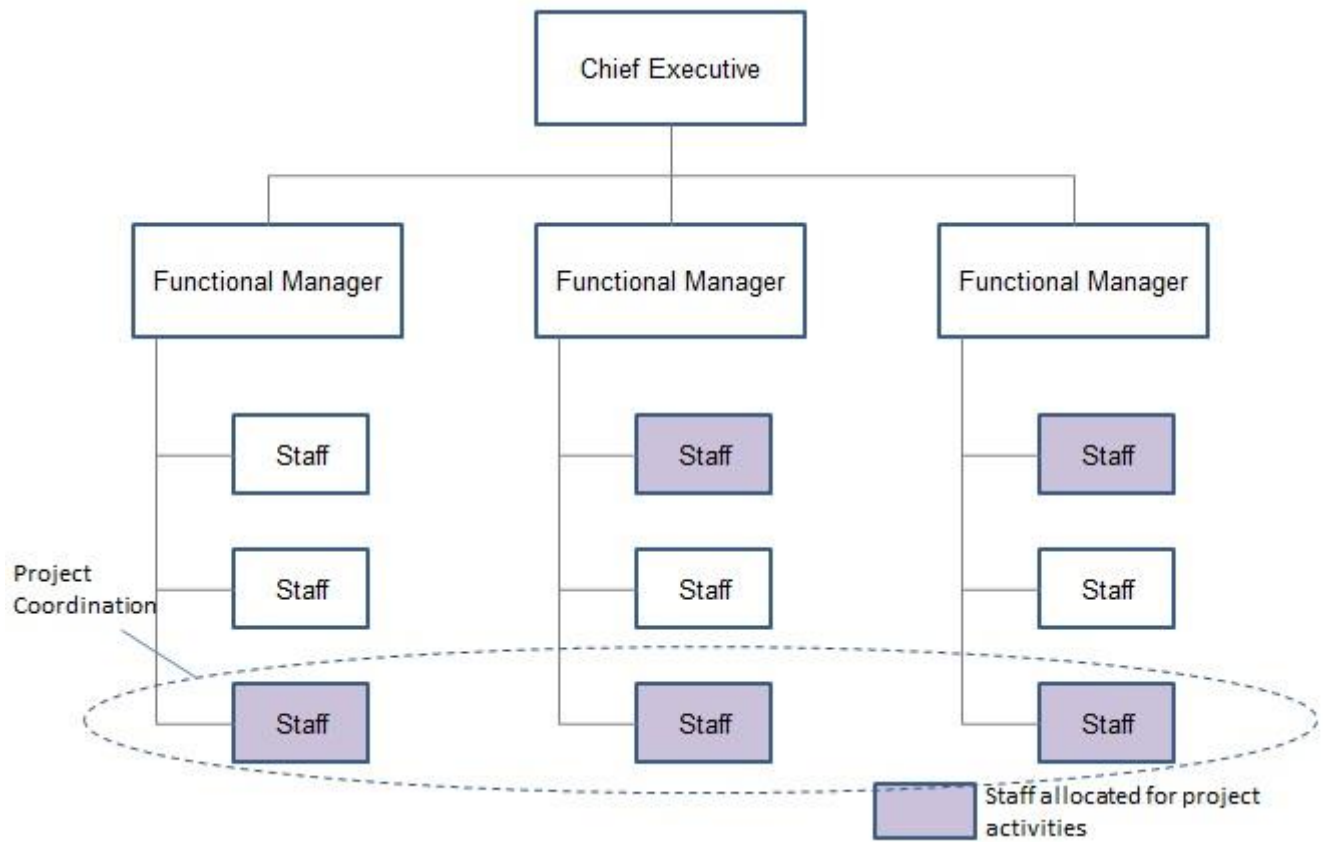 Chief Executive
Functional Manager
Functional Manager
Functional Manager
Staff
Staff
Staff
Staff
Staff
Staff
Project
Coordination
Staff
Staff
Staff
Staff allocated for project
activities